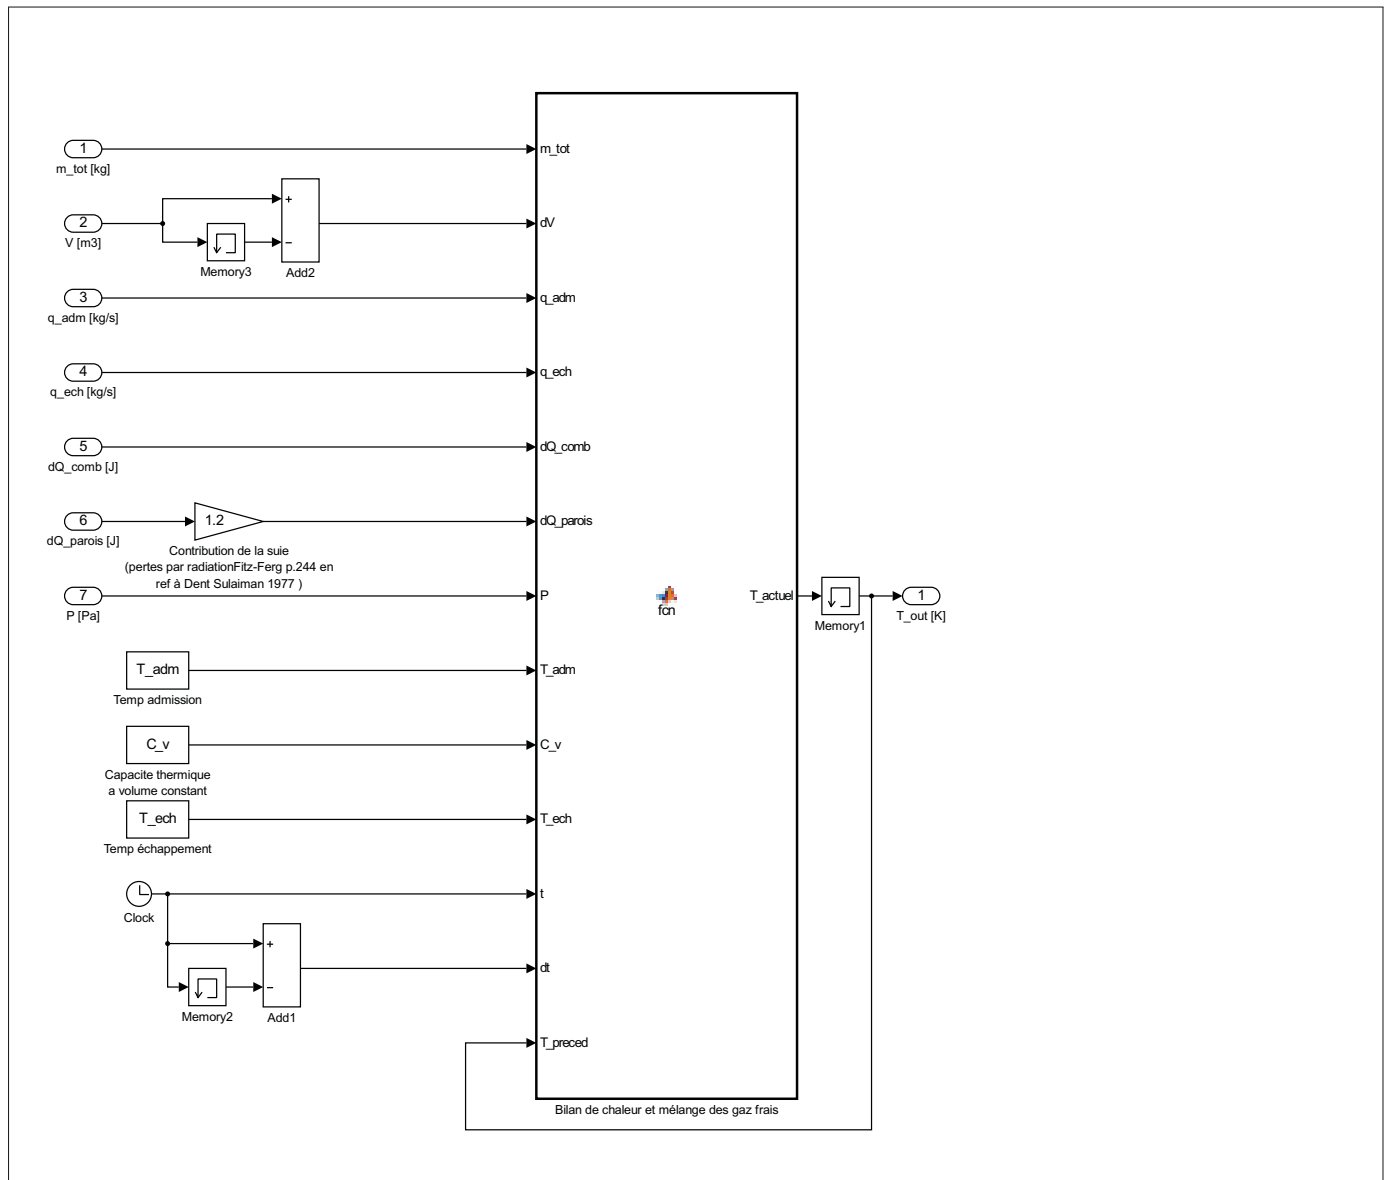 1
m_tot [kg]
m_tot
2
V [m3]
Memory3
+
−
Add2
dV
3
q_adm [kg/s]
q_adm
4
q_ech [kg/s]
q_ech
5
dQ_comb [J]
dQ_comb
6
dQ_parois [J]
1.2
Contribution de la suie
(pertes par radiationFitz-Ferg p.244 en
ref à Dent Sulaiman 1977 )
dQ_parois
7
P [Pa]
P
fcn
T_actuel
Memory1
1
T_out [K]
T_adm
Temp admission
T_adm
C_v
Capacite thermique
a volume constant
C_v
T_ech
Temp échappement
T_ech
Clock
t
Memory2
+
−
Add1
dt
T_preced
Bilan de chaleur et mélange des gaz frais